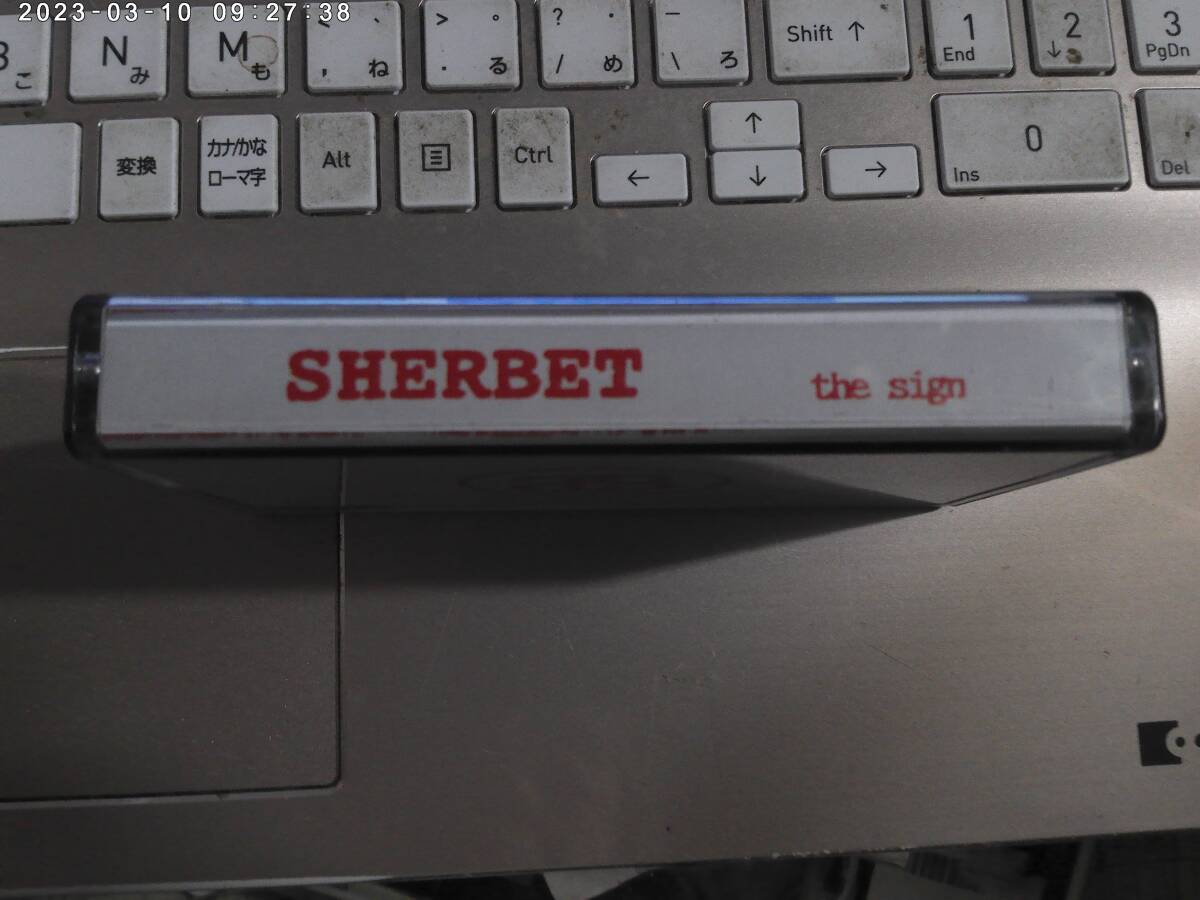 2023-03-10 09:27:38
こ N み M も < 、 , ね > 。 . る ? ・ / め _ \ ろ Shift ↑ 1 End 2 ↓ 3 PgDn
変換 カナ/かな Alt Ctrl ← ↑ ↓ → 0 Ins Del
ローマ字
SHERBET the sign